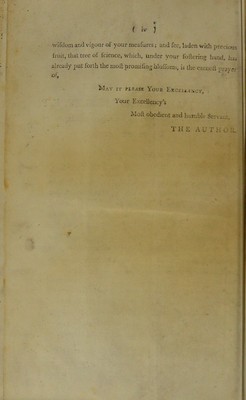 ( iv )
wisdom and vigour of your measures; and see, laden with precious
fruit, that tree of science, which, under your fostering hand, has
already put forth the most promising blossoms, is the earnest prayer
of,
MAY IT PLEASE YOUR EXCELLENCY,
Your Excellency's
Most obedient and humble Servant,
THE AUTHOR.